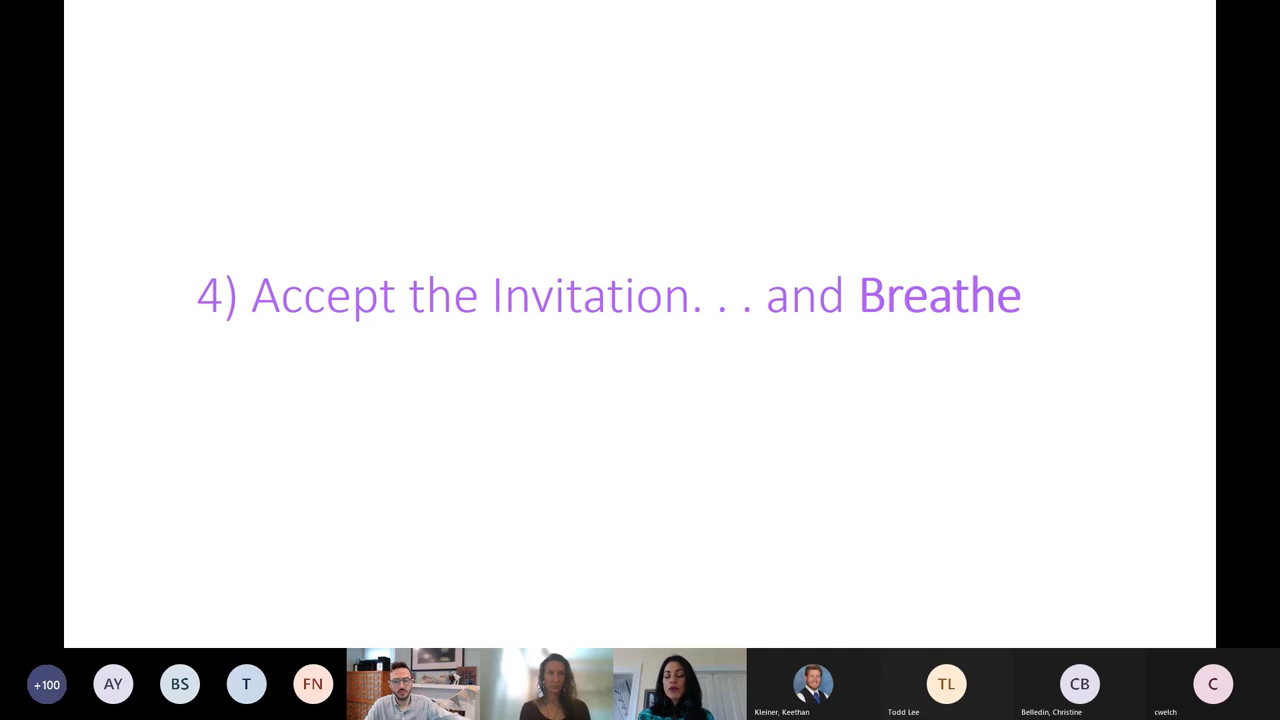 4) Accept the Invitation. . . and Breathe
+100
AY
BS
T
FN
Kleiner, Keethan
TL
Todd Lee
CB
Belledin, Christine
C
cwelch